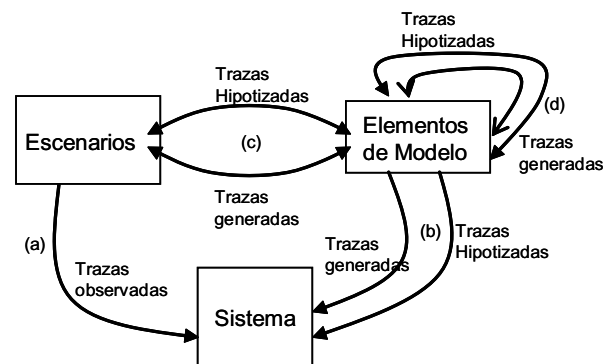 Trazas
Hipotizadas
Trazas
Hipotizadas
(d)
Escenarios
(c)
Elementos
de Modelo
Trazas
generadas
Trazas
generadas
(a)
Trazas
observadas
Trazas
generadas
(b)
Trazas
Hipotizadas
Sistema